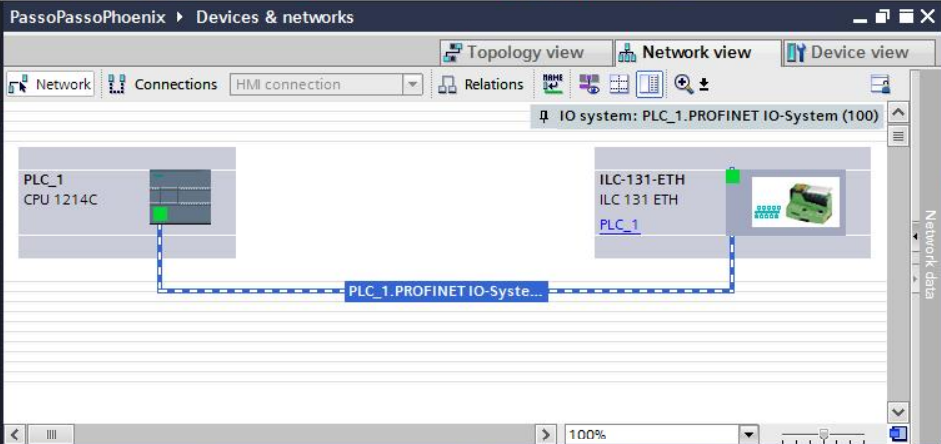 PassoPassoPhoenix ▸ Devices & networks
Topology view Network view Device view
Network Connections HMI connection Relations
IO system: PLC_1.PROFINET IO-System (100)
PLC_1
CPU 1214C
ILC-131-ETH
ILC 131 ETH
PLC_1
PLC_1.PROFINET IO-Syste...
Network data
100%